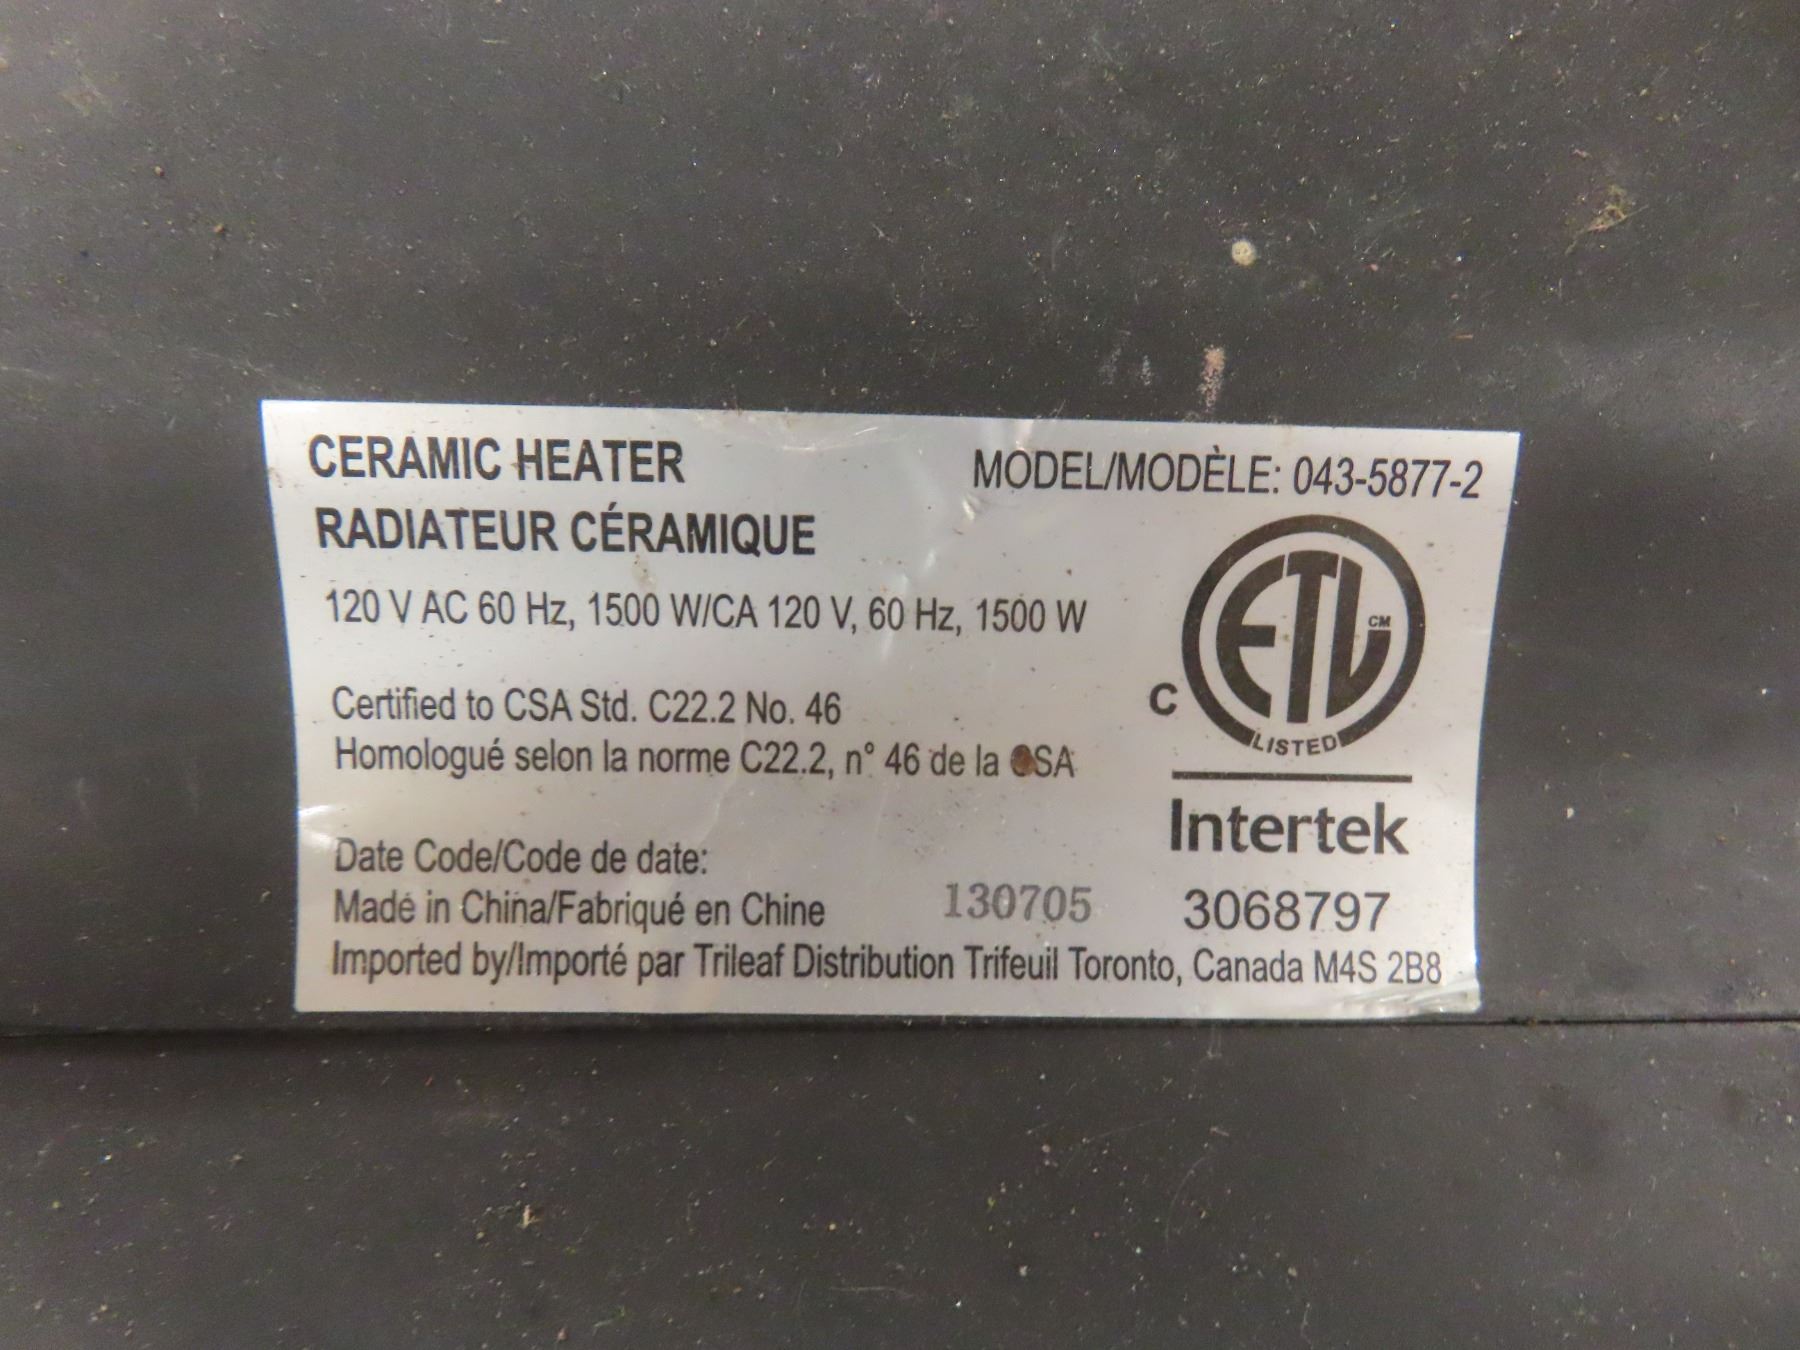 CERAMIC HEATER
MODEL/MODÈLE: 043-5877-2
RADIATEUR CÉRAMIQUE
120 V AC 60 Hz, 1500 W/CA 120 V, 60 Hz, 1500 W
ETL CM
C
LISTED
Certified to CSA Std. C22.2 No. 46
Homologué selon la norme C22.2, n° 46 de la CSA
Intertek
3068797
Date Code/Code de date:
130705
Made in China/Fabriqué en Chine
Imported by/Importé par Trileaf Distribution Trifeuil Toronto, Canada M4S 2B8